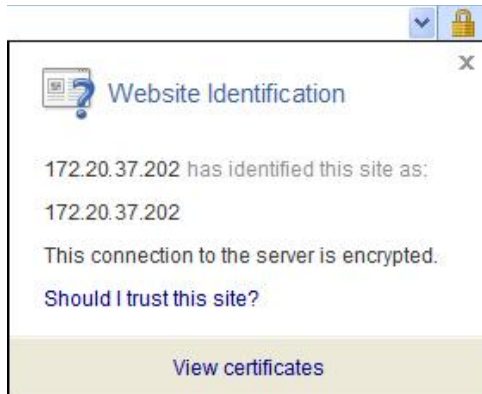 Website Identification
172.20.37.202 has identified this site as:
172.20.37.202
This connection to the server is encrypted.
Should I trust this site?
View certificates